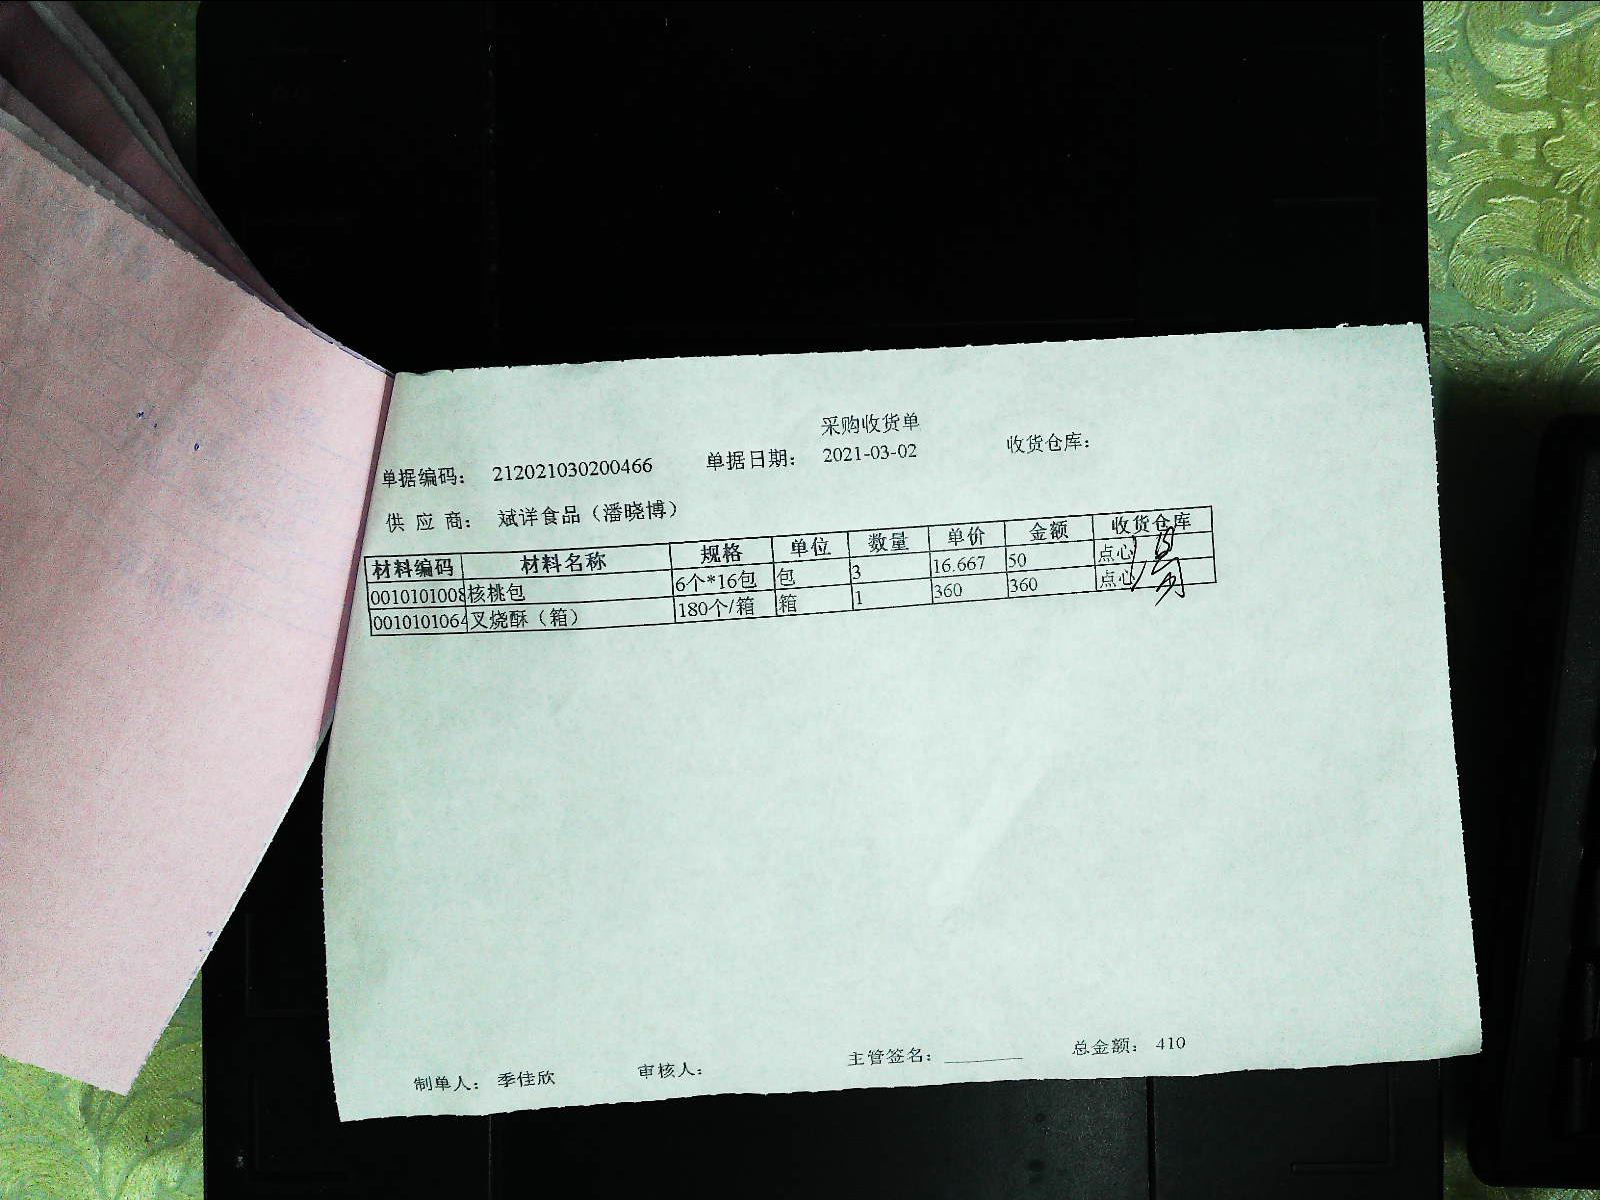 采购收货单
单据编码： 212021030200466 单据日期： 2021-03-02 收货仓库：
供 应 商： 斌详食品（潘晓博）
材料编码 材料名称 规格 单位 数量 单价 金额 收货仓库
0010101008 核桃包 6个*16包 包 3 16.667 50 点心
0010101064 叉烧酥（箱） 180个/箱 箱 1 360 360 点心
制单人： 季佳欣 审核人： 主管签名： 总金额： 410